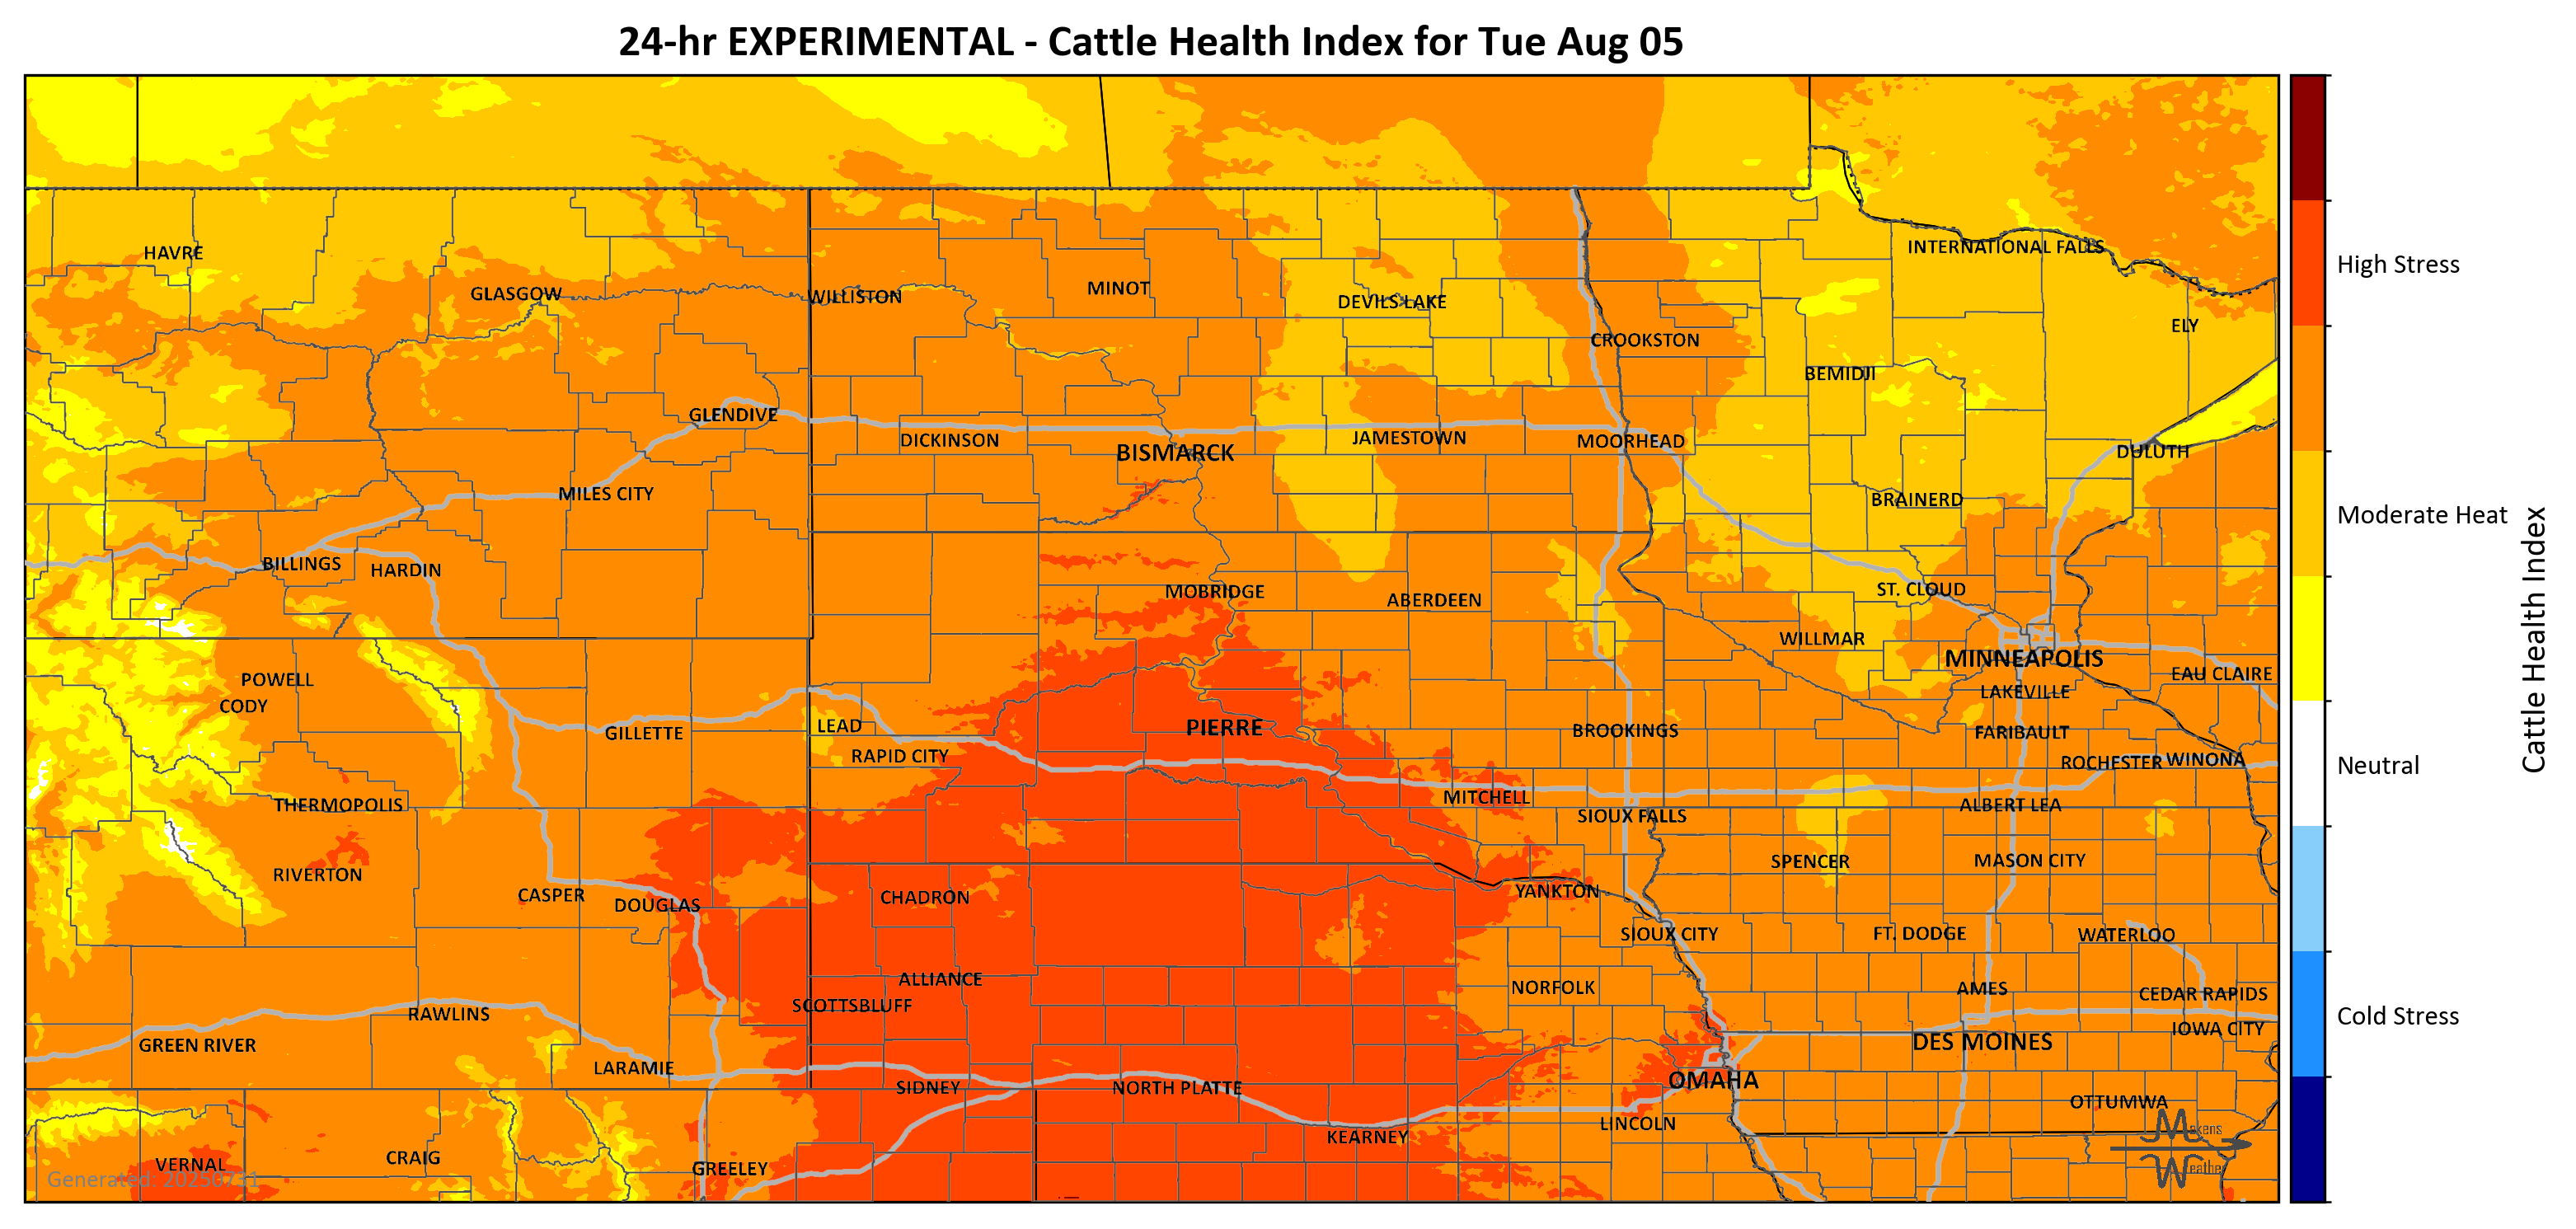 24-hr EXPERIMENTAL - Cattle Health Index for Tue Aug 05
HAVRE
INTERNATIONAL FALLS
GLASGOW
WILLISTON
MINOT
DEVILS LAKE
ELY
CROOKSTON
BEMIDJI
GLENDIVE
DICKINSON
BISMARCK
JAMESTOWN
MOORHEAD
DULUTH
MILES CITY
BRAINERD
BILLINGS
HARDIN
MOBRIDGE
ABERDEEN
ST. CLOUD
WILLMAR
MINNEAPOLIS
POWELL
EAU CLAIRE
CODY
LAKEVILLE
GILLETTE
LEAD
PIERRE
BROOKINGS
FARIBAULT
RAPID CITY
ROCHESTER
WINONA
THERMOPOLIS
MITCHELL
ALBERT LEA
SIOUX FALLS
RIVERTON
SPENCER
MASON CITY
CASPER
DOUGLAS
CHADRON
YANKTON
SIOUX CITY
FT. DODGE
WATERLOO
ALLIANCE
NORFOLK
AMES
CEDAR RAPIDS
SCOTTSBLUFF
RAWLINS
GREEN RIVER
IOWA CITY
DES MOINES
LARAMIE
SIDNEY
NORTH PLATTE
OMAHA
OTTUMWA
LINCOLN
KEARNEY
VERNAL
CRAIG
GREELEY
Generated: 20250731
Makens
Weather
High Stress
Moderate Heat
Neutral
Cold Stress
Cattle Health Index